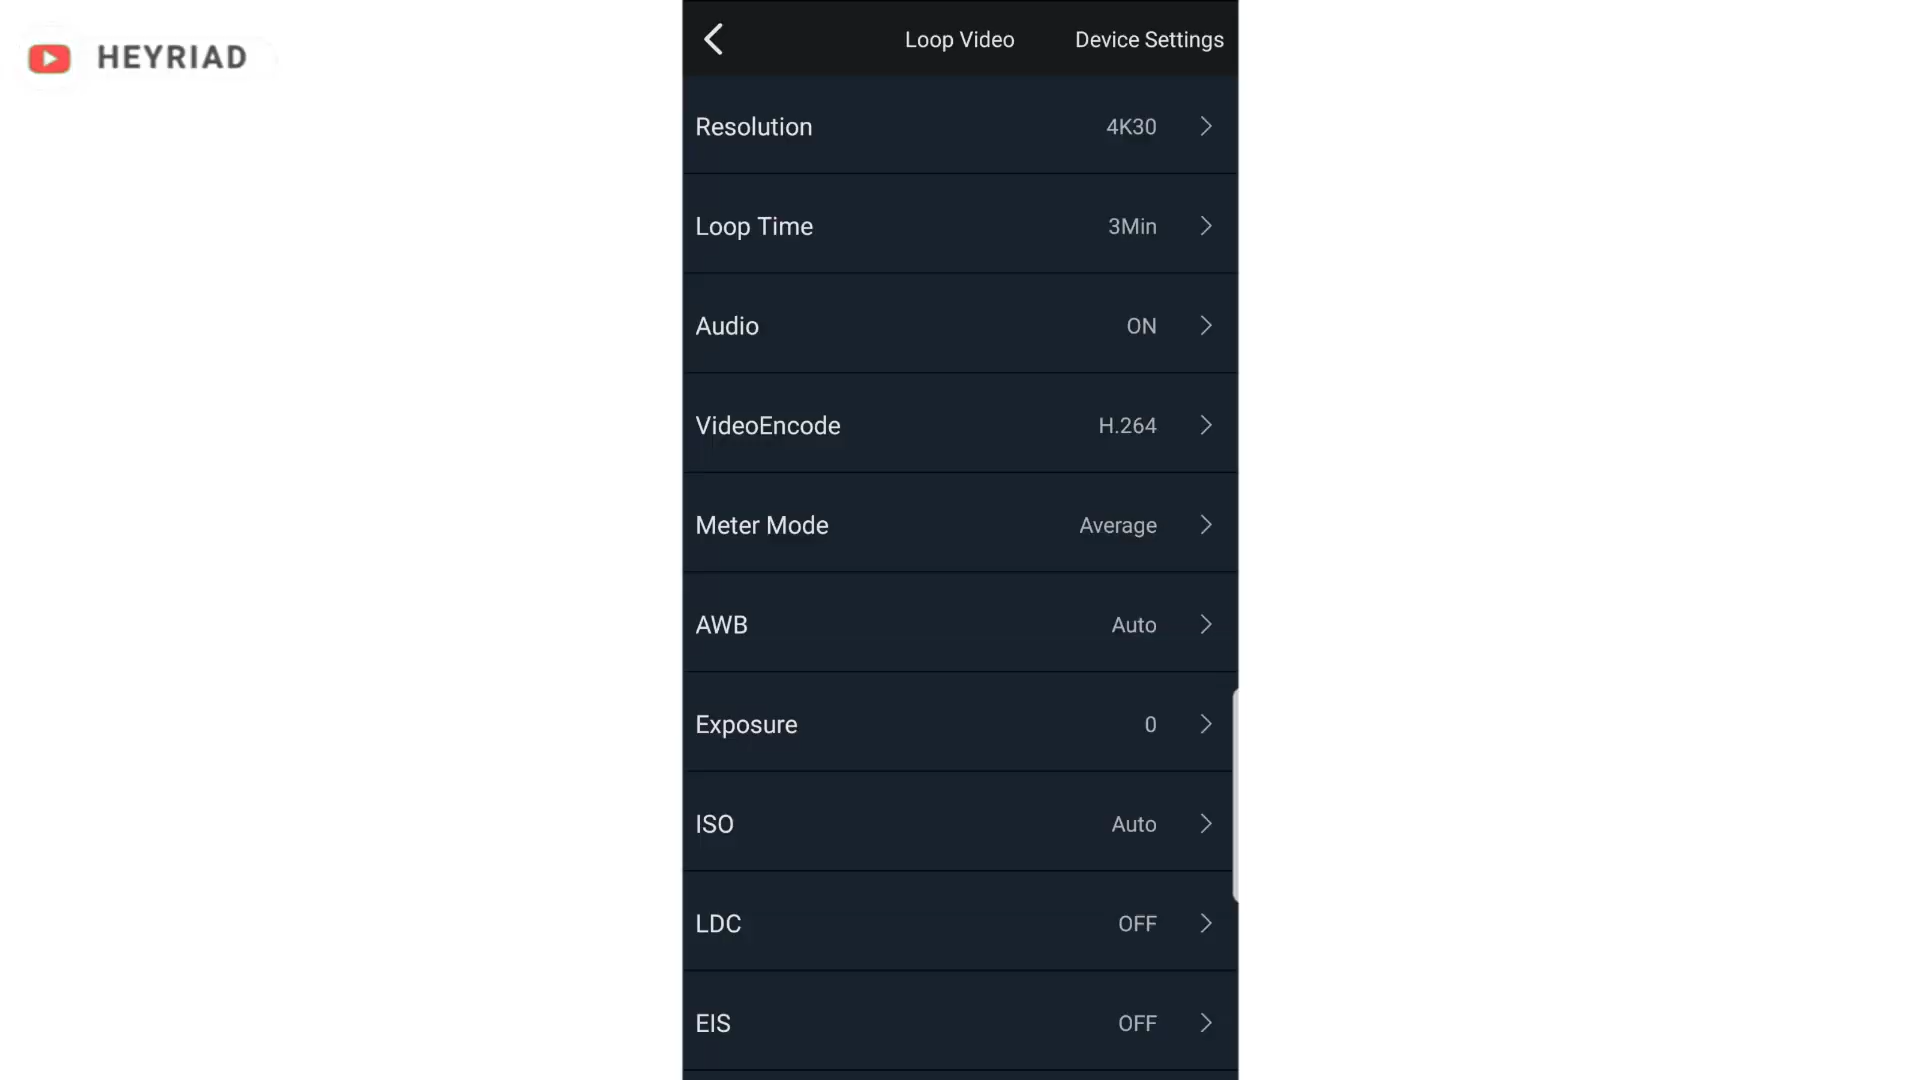 HEYRIAD
Loop Video Device Settings
Resolution 4K30
Loop Time 3Min
Audio ON
VideoEncode H.264
Meter Mode Average
AWB Auto
Exposure 0
ISO Auto
LDC OFF
EIS OFF